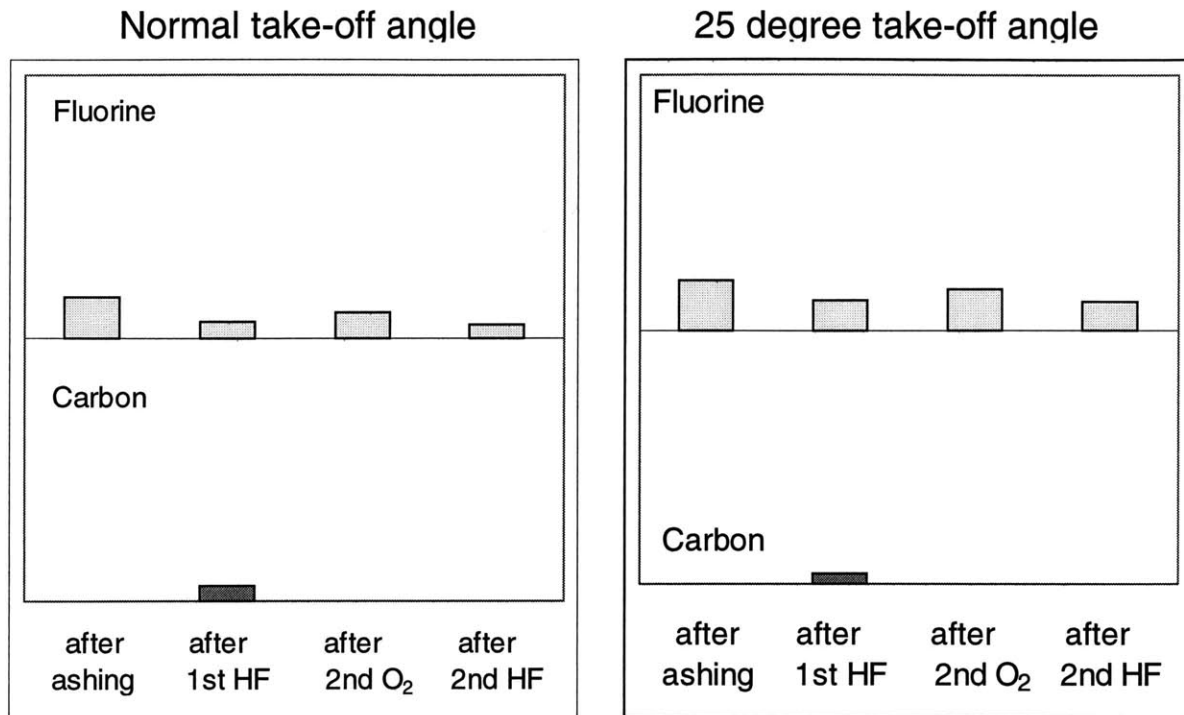 Normal take-off angle
Fluorine
Carbon
after after after after
ashing 1st HF 2nd O₂ 2nd HF
25 degree take-off angle
Fluorine
Carbon
after after after after
ashing 1st HF 2nd O₂ 2nd HF